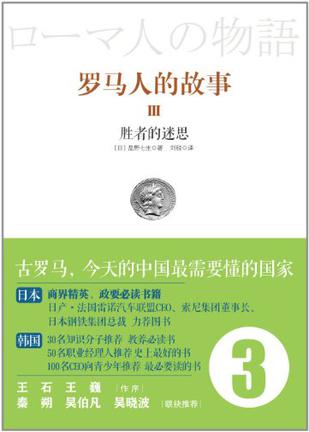 ローマ人の物語
罗马人的故事
III
胜者的迷思
[日] 盐野七生 著 刘锐 译
古罗马，今天的中国最需要懂的国家
日本 商界精英、政要必读书籍
日产·法国雷诺汽车联盟CEO、索尼集团董事长、
日本钢铁集团总裁 力荐图书
韩国 30名知识分子推荐 教养必读书
50名职业经理人推荐 史上最好的书
100名CEO向青少年推荐 最必要读的书
3
王石 王巍 [作序]
秦朔 吴伯凡 吴晓波 [联袂推荐]